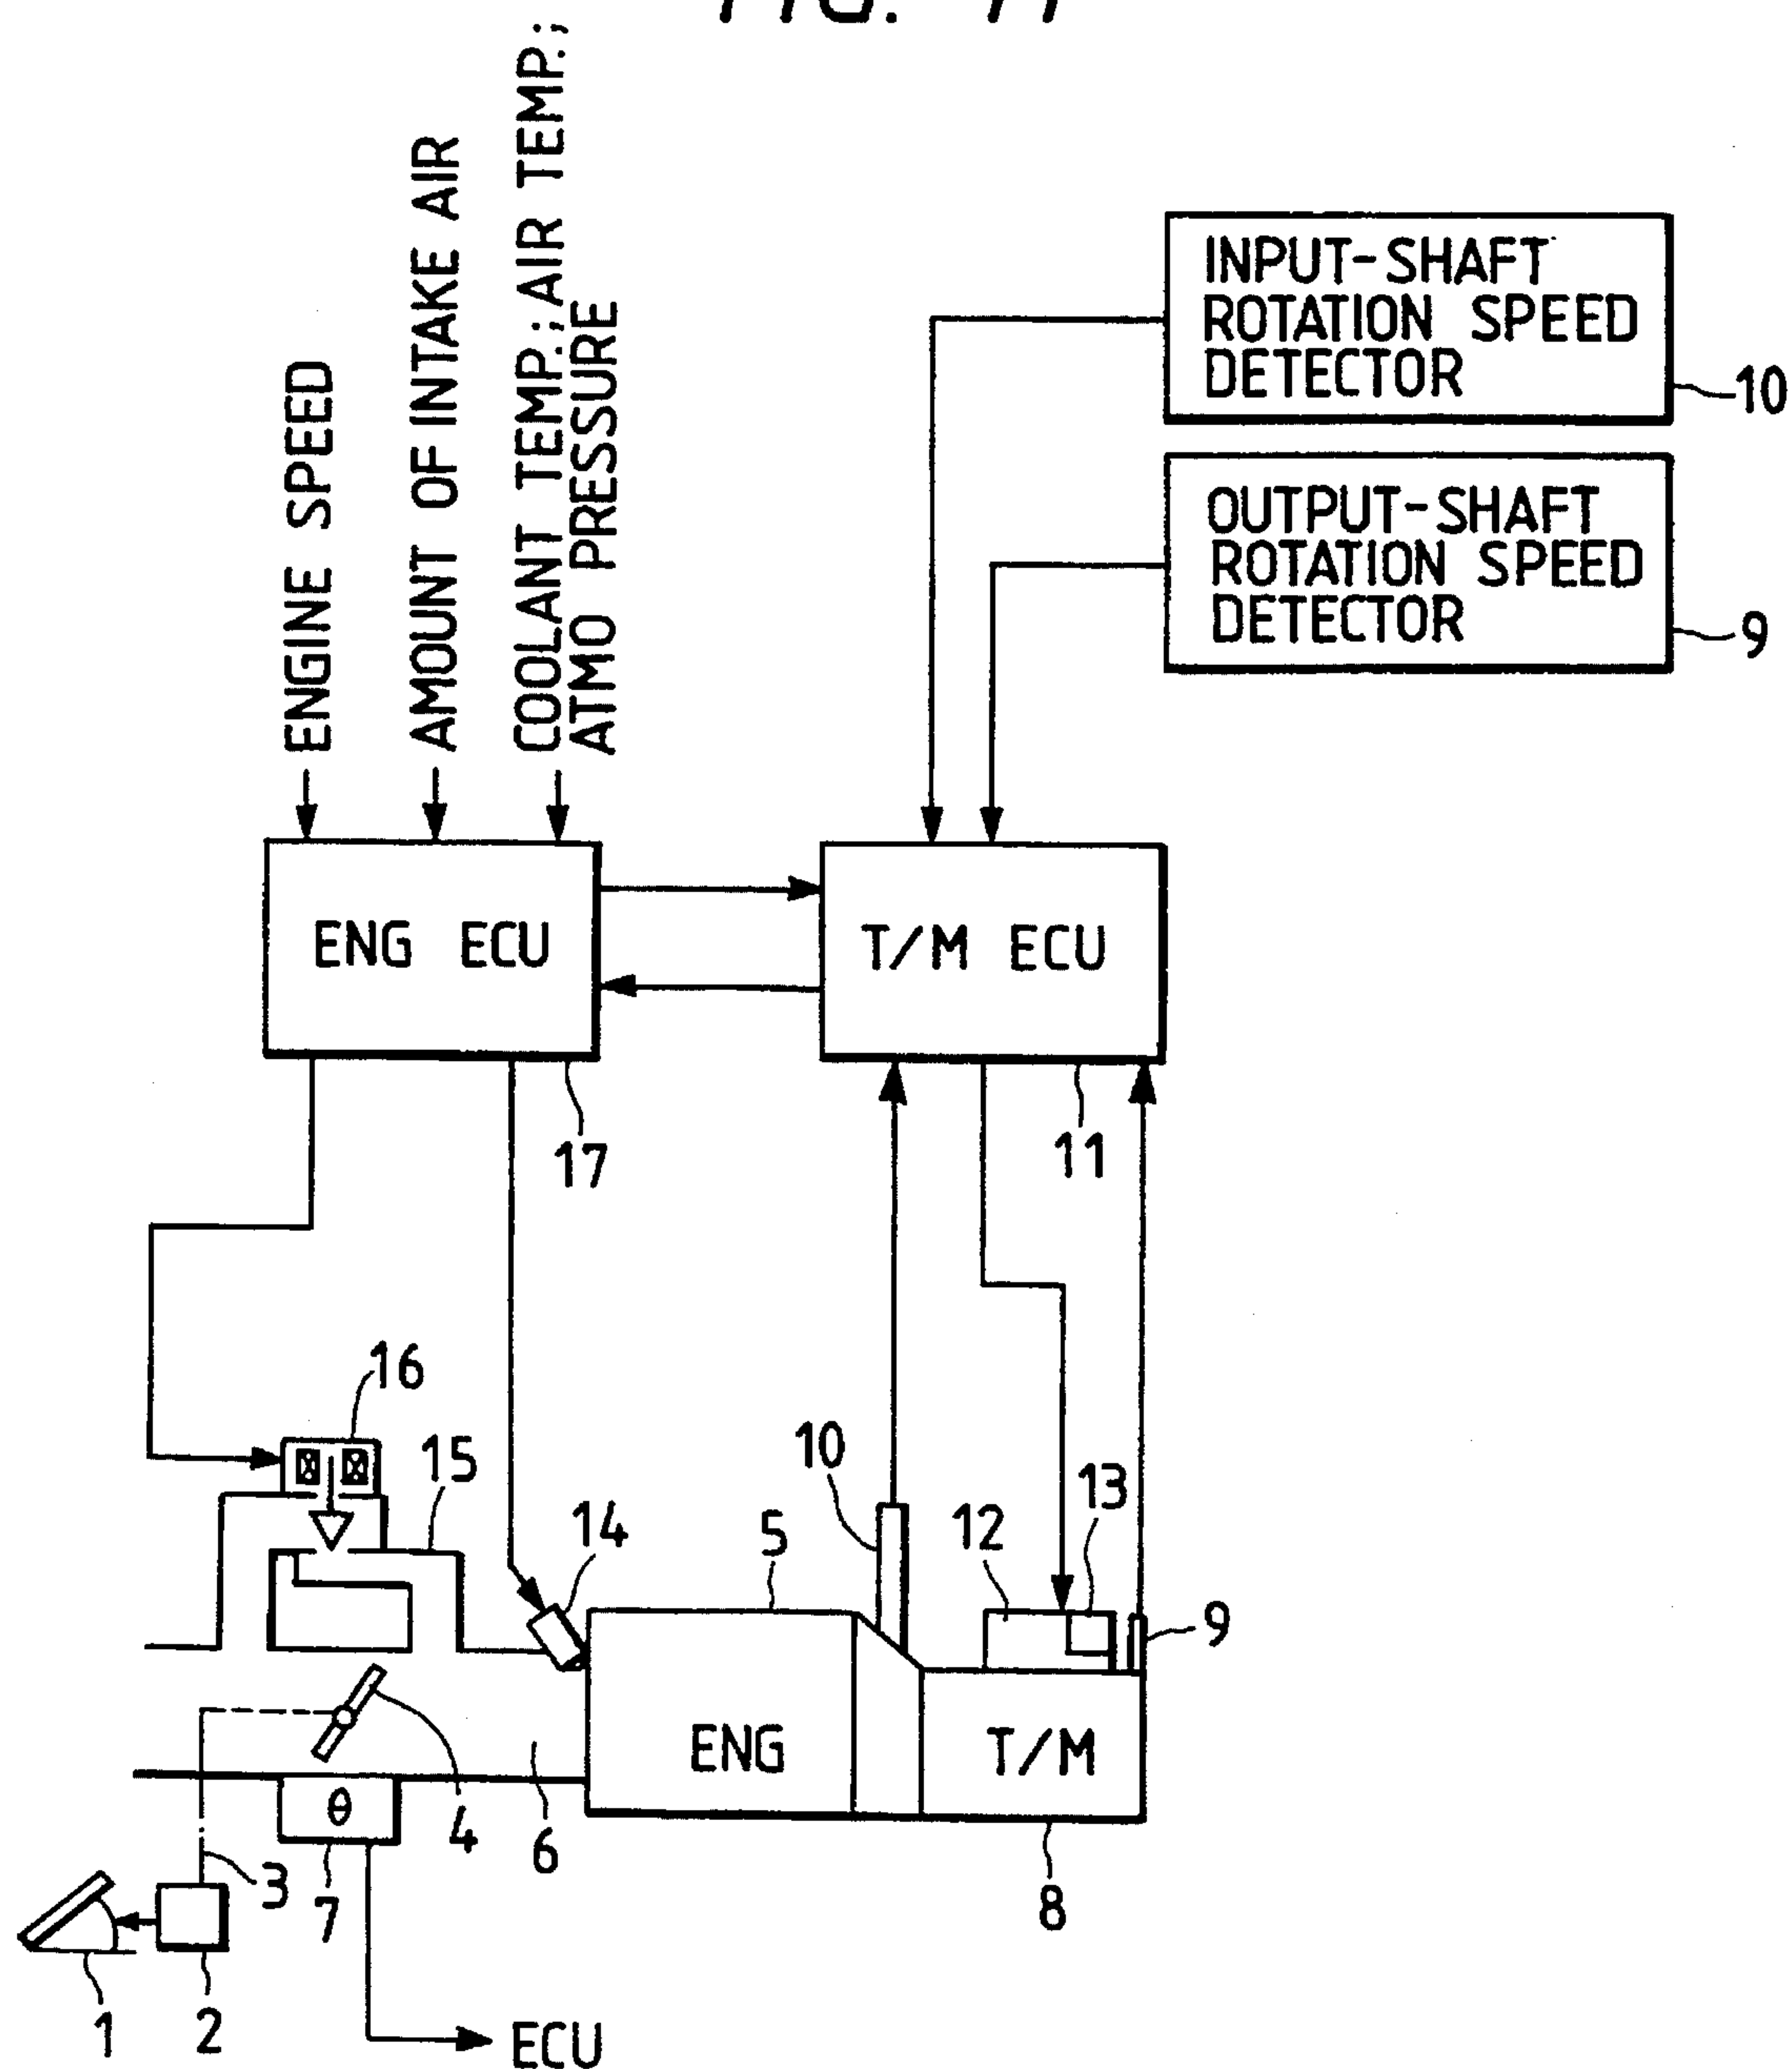 ENGINE SPEED
AMOUNT OF INTAKE AIR
COOLANT TEMP.; AIR TEMP.;
ATMO PRESSURE
INPUT-SHAFT
ROTATION SPEED
DETECTOR
10
OUTPUT-SHAFT
ROTATION SPEED
DETECTOR
9
ENG ECU
T/M ECU
17
11
16
15
14
5
10
12
13
9
ENG
T/M
θ
4
6
3
7
8
1
2
ECU